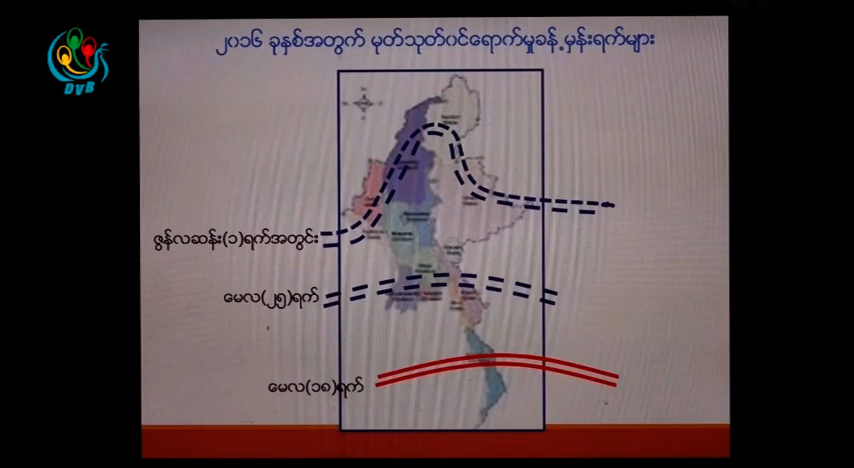 DVB
၂၀၁၆ ခုနှစ်အတွက် မုတ်သုတ်ဝင်ရောက်မှုခန့်မှန်းရက်များ
ဇွန်လဆန်း(၁)ရက်အတွင်း
မေလ(၂၅)ရက်
မေလ(၁၈)ရက်